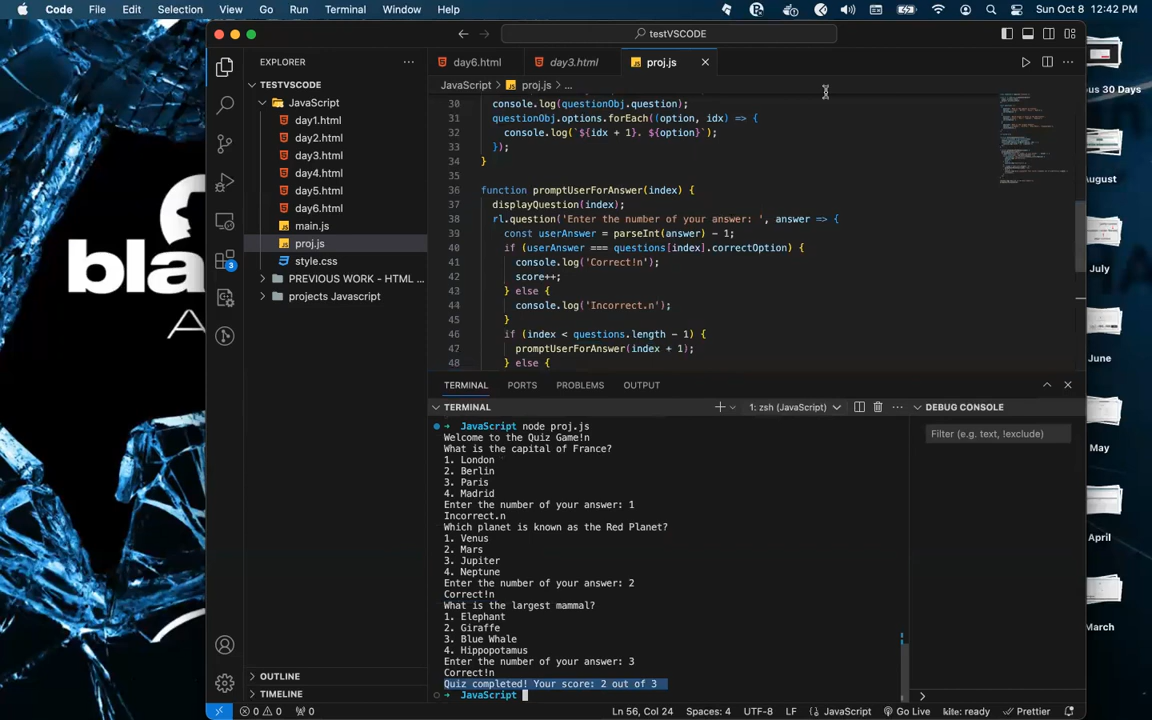 Code File Edit Selection View Go Run Terminal Window Help
Sun Oct 8 12:42 PM
testVSCODE
EXPLORER
day6.html
day3.html
proj.js
TESTVSCODE
JavaScript
day1.html
day2.html
day3.html
day4.html
day5.html
day6.html
main.js
proj.js
style.css
PREVIOUS WORK - HTML ...
projects Javascript
3
JavaScript > proj.js > ...
30 console.log(questionObj.question);
31 questionObj.options.forEach((option, idx) => {
32 console.log(`${idx + 1}. ${option}`);
33 });
34 }
35
36 function promptUserForAnswer(index) {
37 displayQuestion(index);
38 rl.question('Enter the number of your answer: ', answer => {
39 const userAnswer = parseInt(answer) - 1;
40 if (userAnswer === questions[index].correctOption) {
41 console.log('Correct!n');
42 score++;
43 } else {
44 console.log('Incorrect.n');
45 }
46 if (index < questions.length - 1) {
47 promptUserForAnswer(index + 1);
48 } else {
TERMINAL PORTS PROBLEMS OUTPUT
TERMINAL
1: zsh (JavaScript)
DEBUG CONSOLE
Filter (e.g. text, !exclude)
➜ JavaScript node proj.js
Welcome to the Quiz Game!n
What is the capital of France?
1. London
2. Berlin
3. Paris
4. Madrid
Enter the number of your answer: 1
Incorrect.n
Which planet is known as the Red Planet?
1. Venus
2. Mars
3. Jupiter
4. Neptune
Enter the number of your answer: 2
Correct!n
What is the largest mammal?
1. Elephant
2. Giraffe
3. Blue Whale
4. Hippopotamus
Enter the number of your answer: 3
Correct!n
Quiz completed! Your score: 2 out of 3
➜ JavaScript
OUTLINE
TIMELINE
0 0 0
Ln 56, Col 24 Spaces: 4 UTF-8 LF JavaScript Go Live kite: ready Prettier
bla
A
us 30 Days
August
July
June
May
April
March